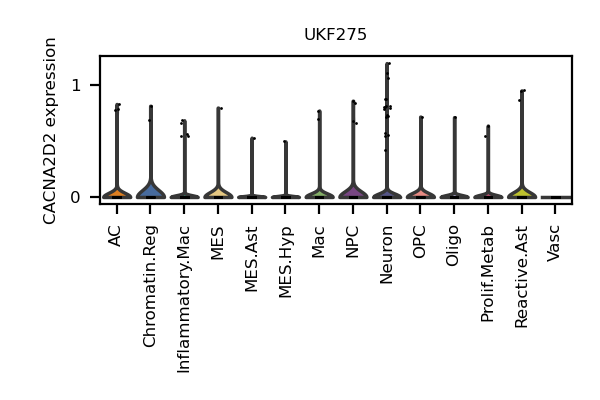 UKF275
CACNA2D2 expression
1
0
AC
Chromatin.Reg
Inflammatory.Mac
MES
MES.Ast
MES.Hyp
Mac
NPC
Neuron
OPC
Oligo
Prolif.Metab
Reactive.Ast
Vasc